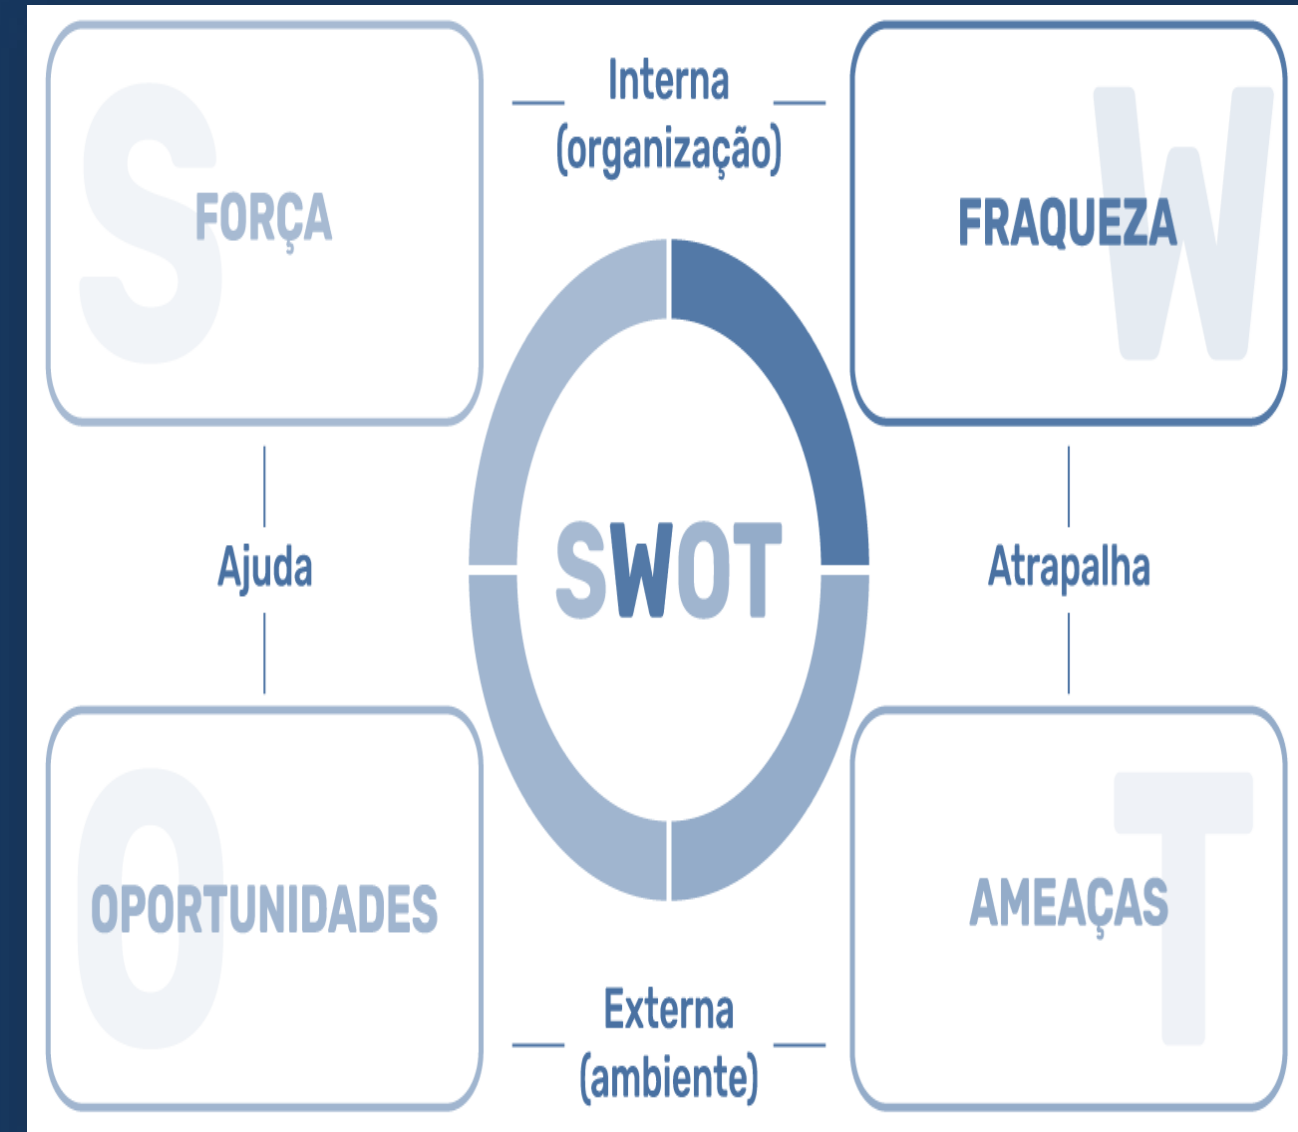 S
FORÇA
Interna
(organização)
W
FRAQUEZA
Ajuda
SWOT
Atrapalha
O
OPORTUNIDADES
T
AMEAÇAS
Externa
(ambiente)